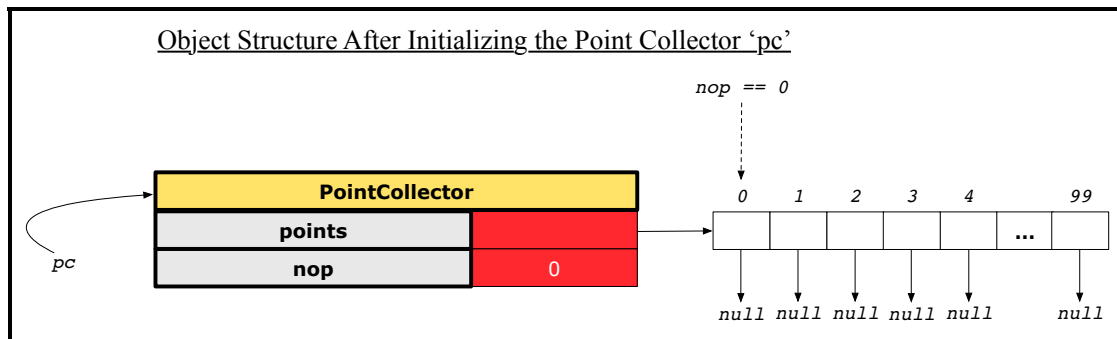 Object Structure After Initializing the Point Collector ‘pc’
nop == 0
PointCollector
0 1 2 3 4 99
points
...
nop 0
pc
null null null null null null